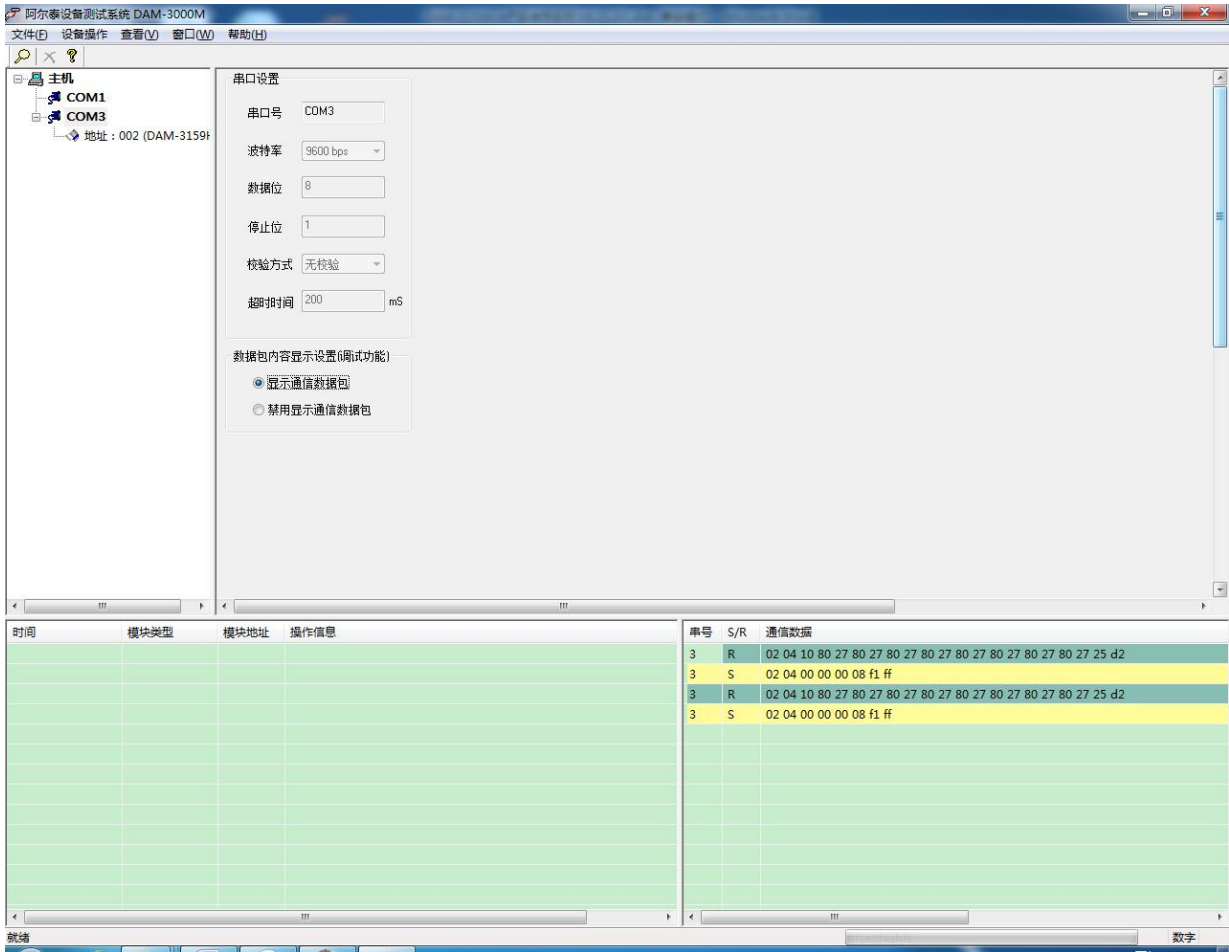 阿尔泰设备测试系统 DAM-3000M
文件(F) 设备操作 查看(V) 窗口(W) 帮助(H)
主机
COM1
COM3
地址：002 (DAM-3159H
串口设置
串口号 COM3
波特率 9600 bps
数据位 8
停止位 1
校验方式 无校验
超时时间 200 mS
数据包内容显示设置(调试功能)
显示通信数据包
禁用显示通信数据包
时间 模块类型 模块地址 操作信息
串号 S/R 通信数据
3 R 02 04 10 80 27 80 27 80 27 80 27 80 27 80 27 80 27 80 27 25 d2
3 S 02 04 00 00 00 08 f1 ff
3 R 02 04 10 80 27 80 27 80 27 80 27 80 27 80 27 80 27 80 27 25 d2
3 S 02 04 00 00 00 08 f1 ff
就绪
数字